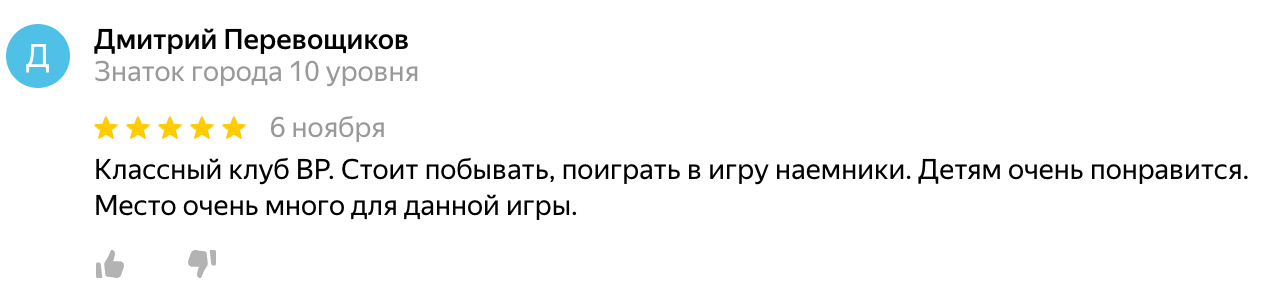 Д
Дмитрий Перевощиков
Знаток города 10 уровня
6 ноября
Классный клуб ВР. Стоит побывать, поиграть в игру наемники. Детям очень понравится.
Место очень много для данной игры.